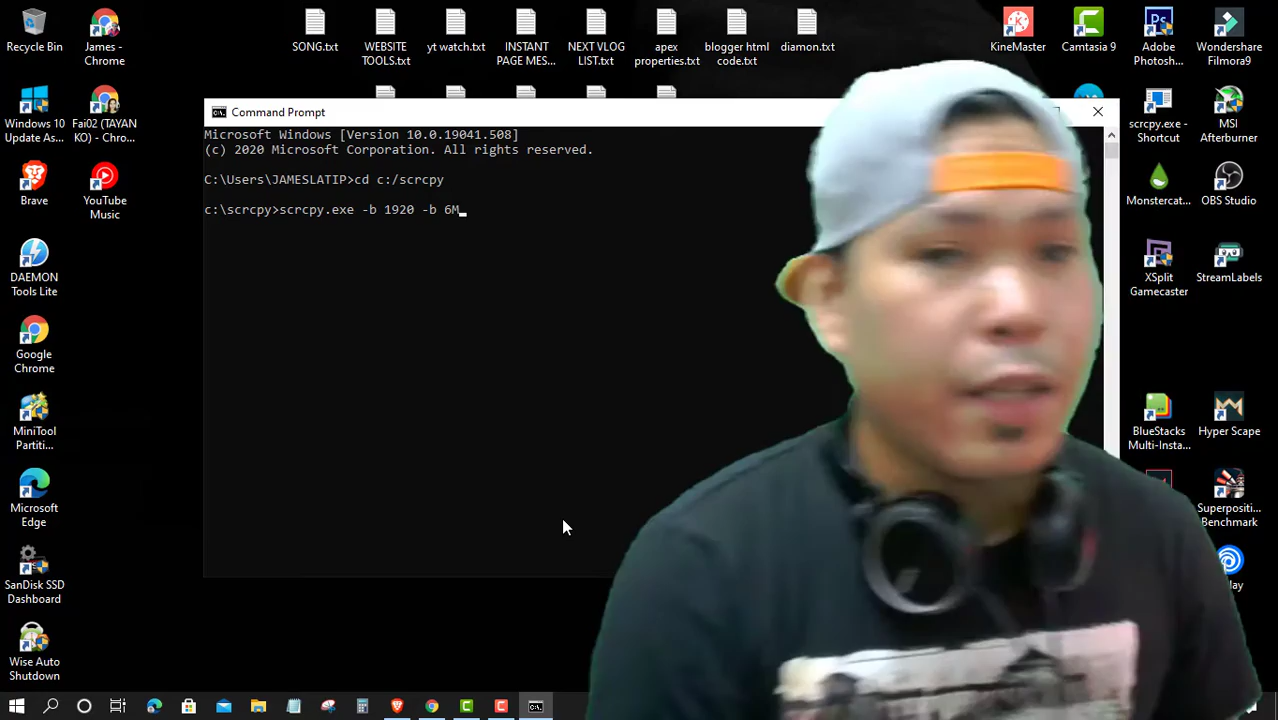 Recycle Bin
James -
Chrome
SONG.txt
WEBSITE
TOOLS.txt
yt watch.txt
INSTANT
PAGE MES...
NEXT VLOG
LIST.txt
apex
properties.txt
blogger html
code.txt
diamon.txt
KineMaster
Camtasia 9
Adobe
Photosh...
Wondershare
Filmora9
Windows 10
Update As...
Fai02 (TAYAN
KO) - Chro...
scrcpy.exe -
Shortcut
MSI
Afterburner
Command Prompt
Microsoft Windows [Version 10.0.19041.508]
(c) 2020 Microsoft Corporation. All rights reserved.
C:\Users\JAMESLATIP>cd c:/scrcpy
c:\scrcpy>scrcpy.exe -b 1920 -b 6M
Brave
YouTube
Music
Monstercat...
OBS Studio
DAEMON
Tools Lite
XSplit
Gamecaster
StreamLabels
Google
Chrome
MiniTool
Partiti...
BlueStacks
Multi-Insta...
Hyper Scape
Microsoft
Edge
Superpositi...
Benchmark
SanDisk SSD
Dashboard
Wise Auto
Shutdown